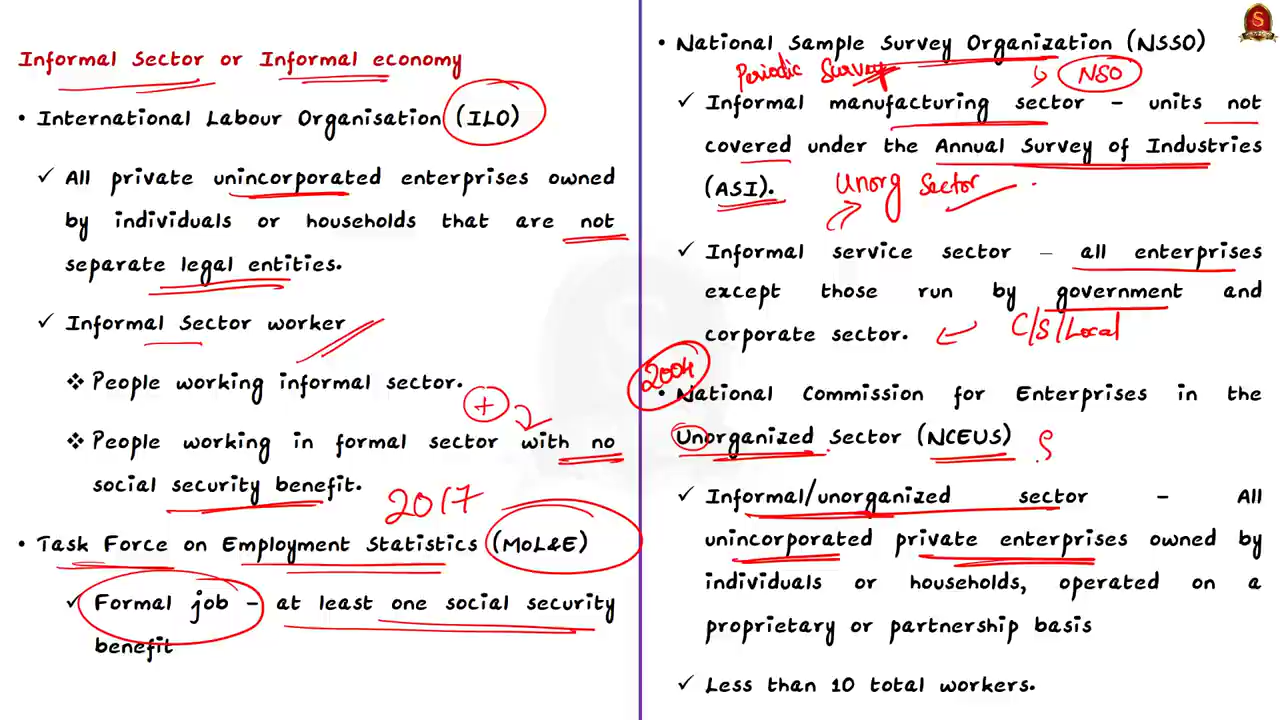 Informal Sector or Informal economy
• International Labour Organisation (ILO)
✓ All private unincorporated enterprises owned
by individuals or households that are not
separate legal entities.
✓ Informal Sector worker
❖ People working informal sector.
+
❖ People working in formal sector with no
social security benefit.
2017
• Task Force on Employment Statistics (MoL&E)
✓ Formal job - at least one social security
benefit
• National Sample Survey Organization (NSSO)
Periodic Survey
NSO
✓ Informal manufacturing sector - units not
covered under the Annual Survey of Industries
(ASI).
Unorg Sector
✓ Informal service sector – all enterprises
except those run by government and
corporate sector.
C/S/Local
2004
• National Commission for Enterprises in the
Unorganized Sector (NCEUS)
✓ Informal/unorganized sector - All
unincorporated private enterprises owned by
individuals or households, operated on a
proprietary or partnership basis
✓ Less than 10 total workers.